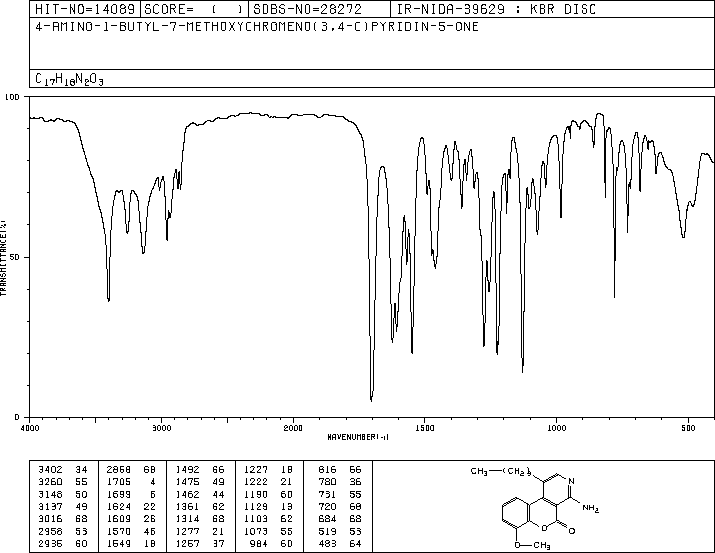 HIT-NO=14089 SCORE= ( ) SDBS-NO=28272 IR-NIDA-39629 : KBR DISC
4-AMINO-1-BUTYL-7-METHOXYCHROMENO(3,4-C)PYRIDIN-5-ONE
C17H18N2O3
100
50
0
TRANSMITTANCE(%)
4000 3000 2000 1500 1000 500
WAVENUMBER(-1)
3402 34 2868 68 1492 66 1227 18 816 56
3260 55 1705 4 1475 49 1222 21 780 36
3148 50 1699 6 1462 44 1190 60 731 55
3137 49 1624 22 1361 62 1129 13 720 68
3016 68 1609 26 1314 68 1103 62 684 68
2958 53 1570 46 1277 21 1073 55 519 53
2935 60 1549 18 1257 37 984 60 483 64
CH3 (CH2)3
N
NH2
O O
O CH3